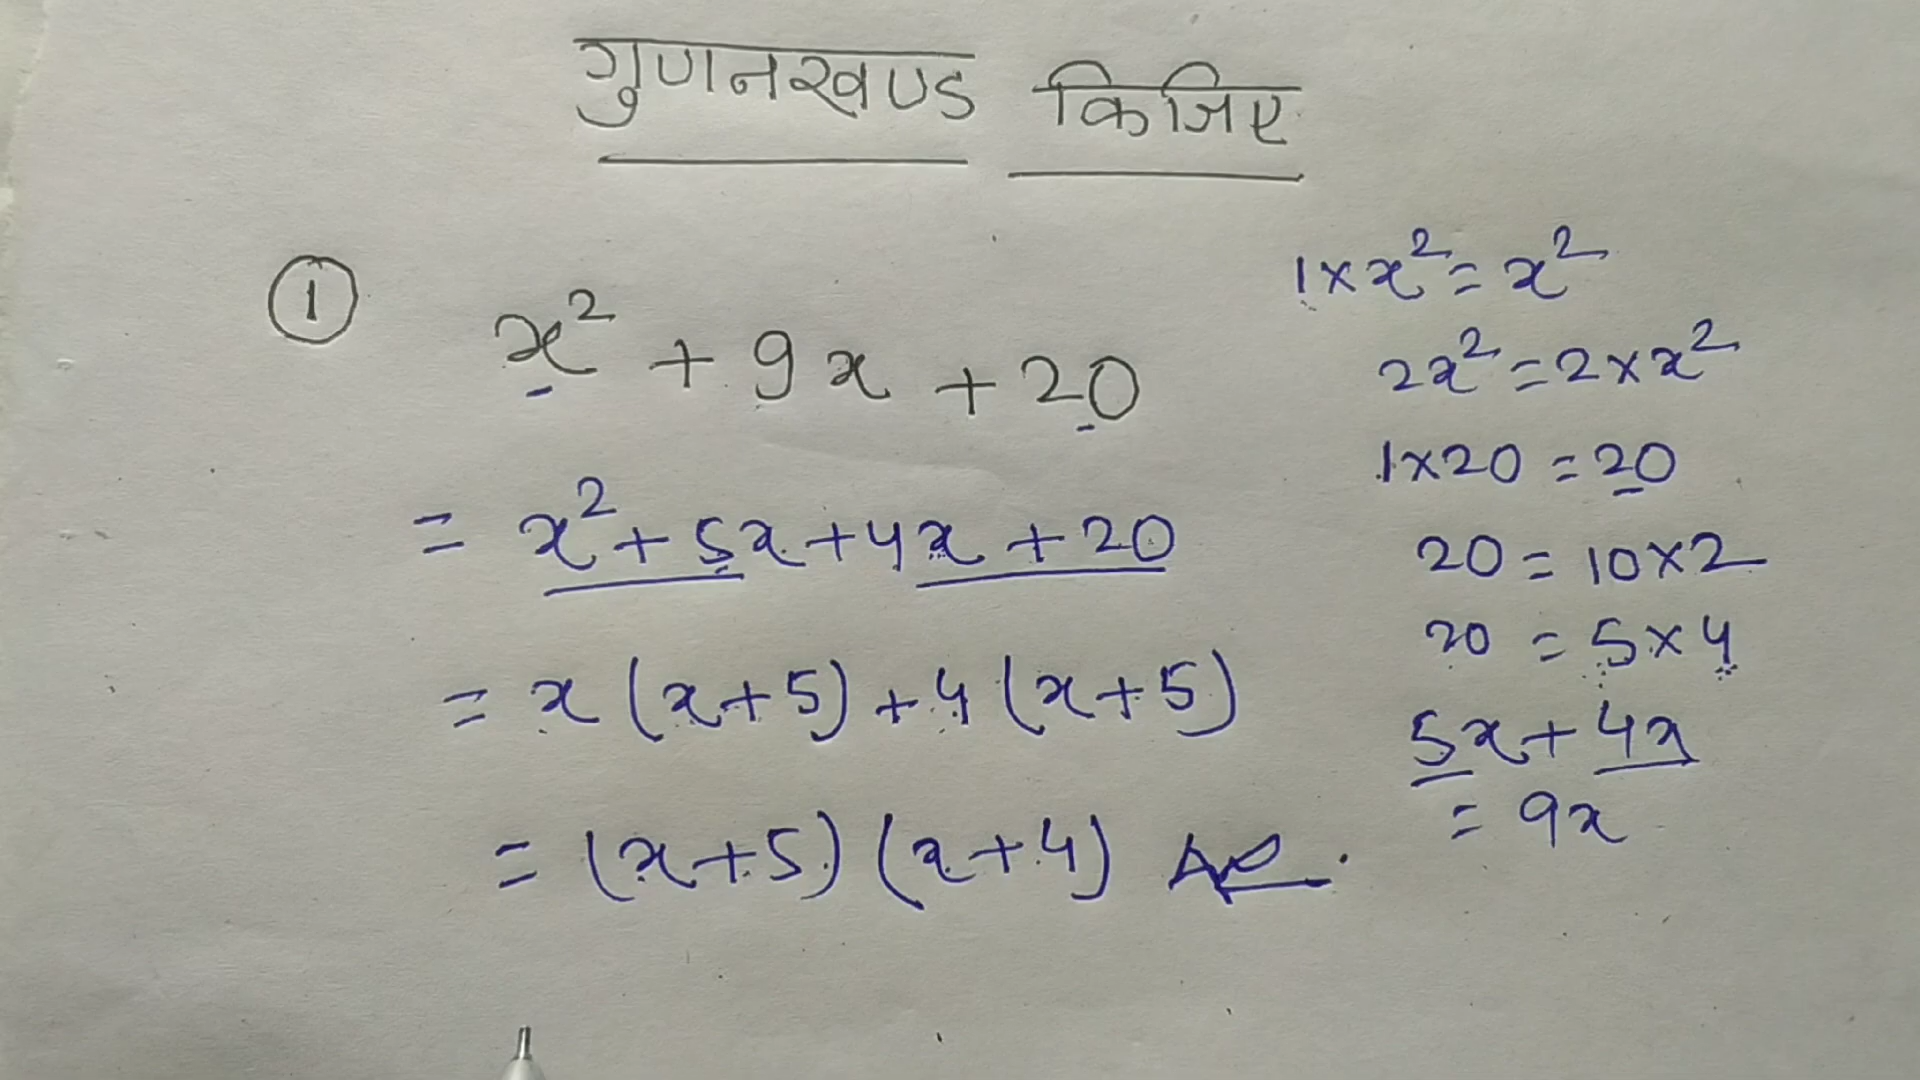 गुणनखण्ड किजिए
① x² + 9x + 20
= x² + 5x + 4x + 20
= x (x+5) + 4 (x+5)
= (x+5) (x+4)
1 × x² = x²
2x² = 2 × x²
1×20 = 20
20 = 10×2
20 = 5×4
5x + 4x
= 9x